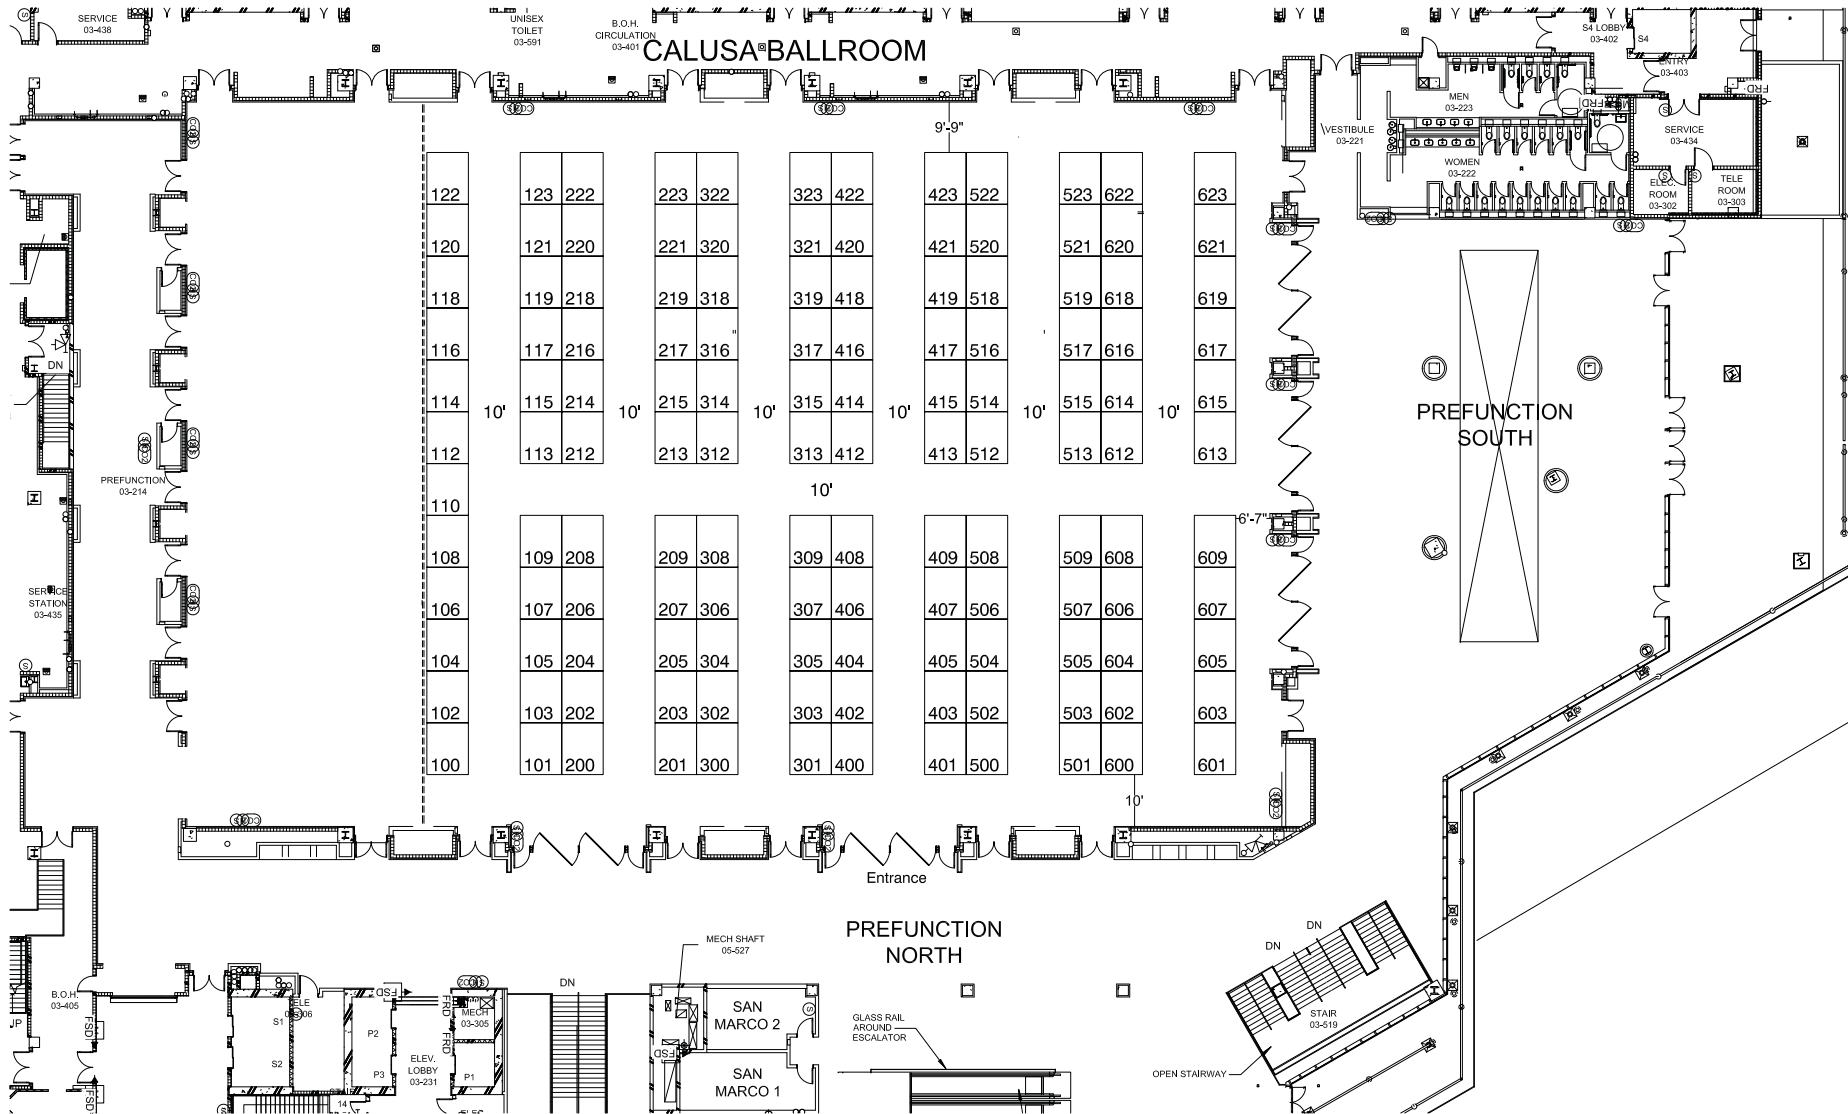 SERVICE
03-438
UNISEX
TOILET
03-591
B.O.H.
CIRCULATION
03-401
CALUSA BALLROOM
S4 LOBBY
03-402
S4
ENTRY
03-403
FRD
MEN
03-223
FRD
VESTIBULE
03-221
SERVICE
03-434
WOMEN
03-222
ELEC.
ROOM
03-302
TELE
ROOM
03-303
9'-9"
122 123 222 223 322 323 422 423 522 523 622 623
120 121 220 221 320 321 420 421 520 521 620 621
118 119 218 219 318 319 418 419 518 519 618 619
116 117 216 217 316 317 416 417 516 517 616 617
114 115 214 215 314 315 414 415 514 515 614 615
10' 10' 10' 10' 10' 10'
112 113 212 213 312 313 412 413 512 513 612 613
10'
110
6'-7"
108 109 208 209 308 309 408 409 508 509 608 609
106 107 206 207 306 307 406 407 506 507 606 607
104 105 204 205 304 305 404 405 504 505 604 605
102 103 202 203 302 303 402 403 502 503 602 603
100 101 200 201 300 301 400 401 500 501 600 601
10'
DN
PREFUNCTION
03-214
SERVICE
STATION
03-435
PREFUNCTION
SOUTH
Entrance
PREFUNCTION
NORTH
MECH SHAFT
05-527
DN
DN
DN
STAIR
03-519
OPEN STAIRWAY
GLASS RAIL
AROUND
ESCALATOR
SAN
MARCO 2
SAN
MARCO 1
FSD
B.O.H.
03-405
FSD
FSD
UP
S1
S2
P2
P3
FSD
FRD
FRD
MECH
03-305
ELEV.
LOBBY
03-231
P1
14